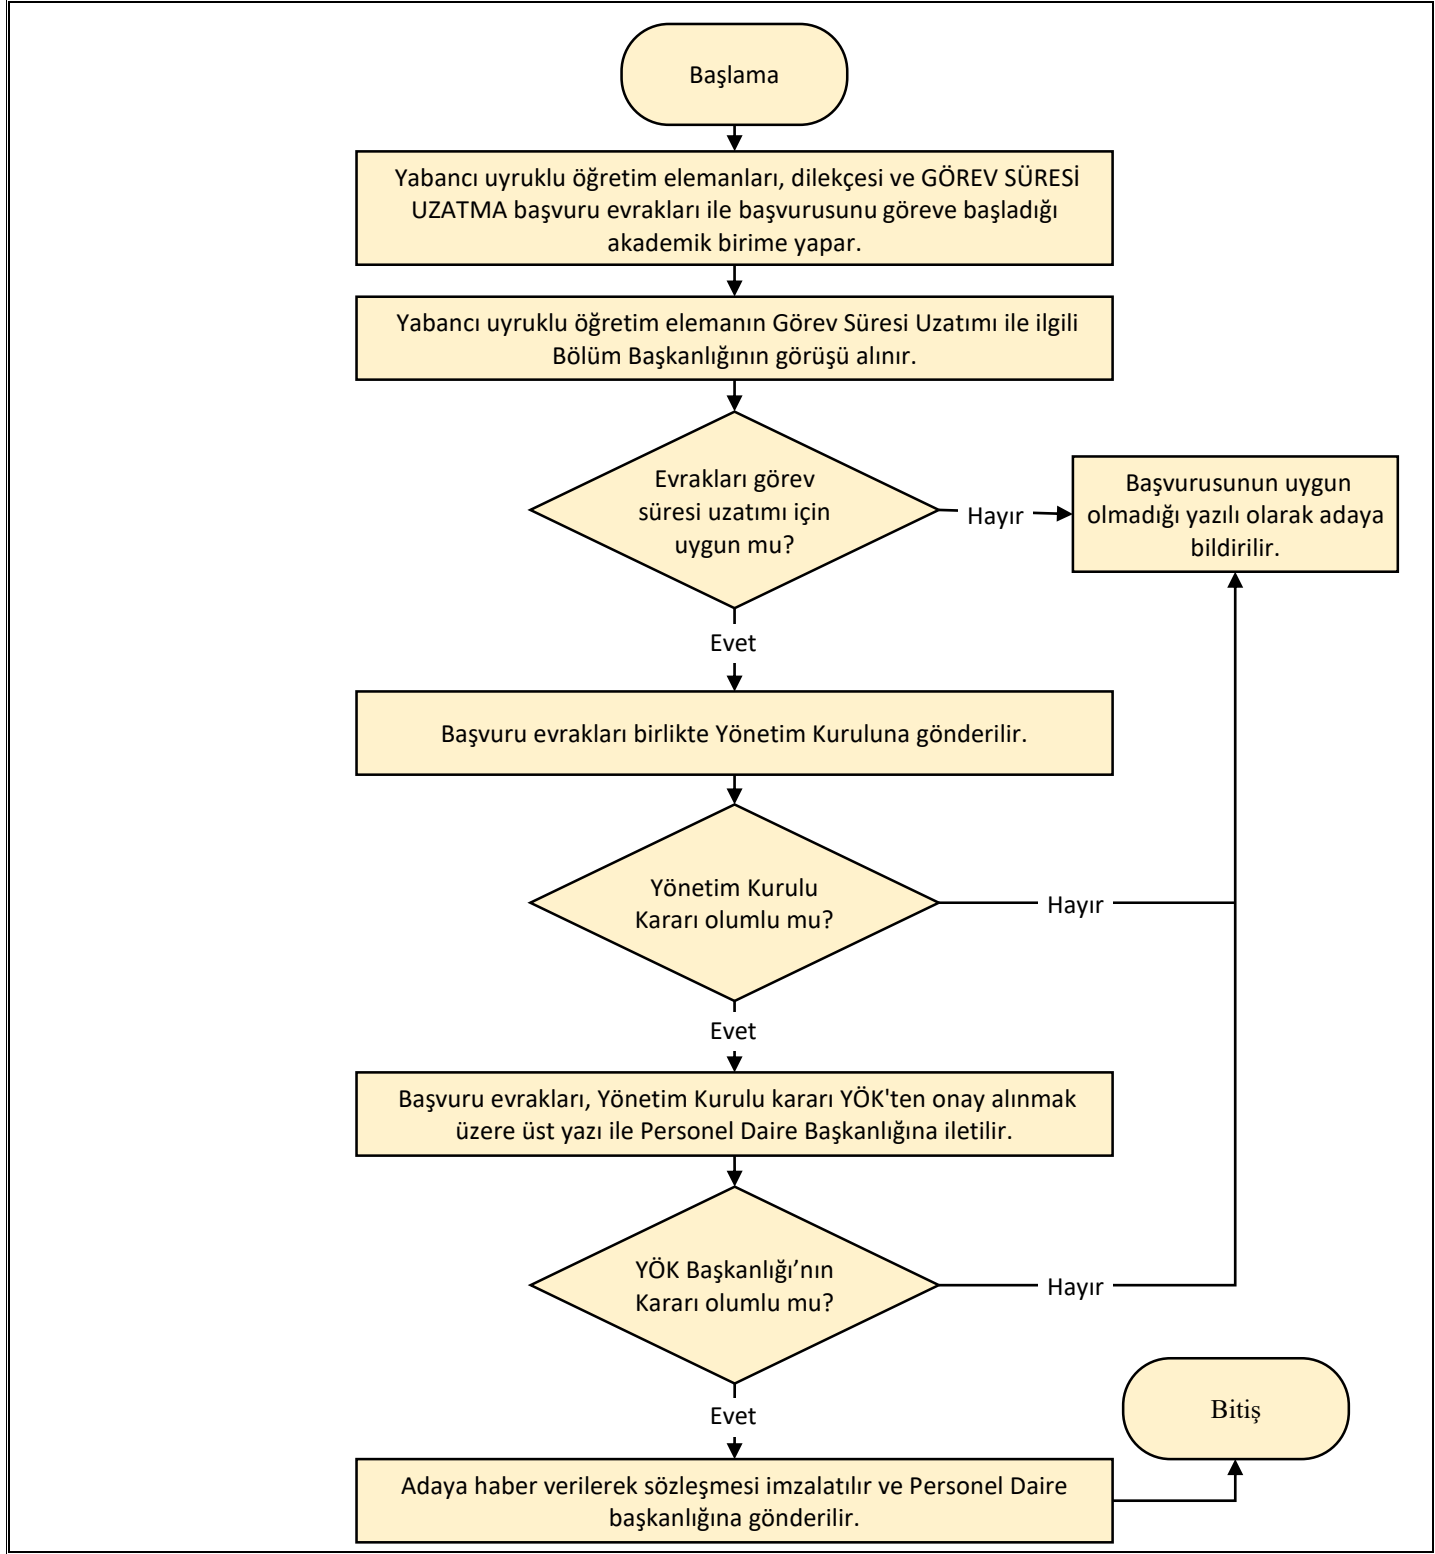 Başlama
Yabancı uyruklu öğretim elemanları, dilekçesi ve GÖREV SÜRESİ
UZATMA başvuru evrakları ile başvurusunu göreve başladığı
akademik birime yapar.
Yabancı uyruklu öğretim elemanın Görev Süresi Uzatımı ile ilgili
Bölüm Başkanlığının görüşü alınır.
Evrakları görev
süresi uzatımı için
uygun mu?
Hayır
Başvurusunun uygun
olmadığı yazılı olarak adaya
bildirilir.
Evet
Başvuru evrakları birlikte Yönetim Kuruluna gönderilir.
Yönetim Kurulu
Kararı olumlu mu?
Hayır
Evet
Başvuru evrakları, Yönetim Kurulu kararı YÖK'ten onay alınmak
üzere üst yazı ile Personel Daire Başkanlığına iletilir.
YÖK Başkanlığı’nın
Kararı olumlu mu?
Hayır
Evet
Bitiş
Adaya haber verilerek sözleşmesi imzalatılır ve Personel Daire
başkanlığına gönderilir.